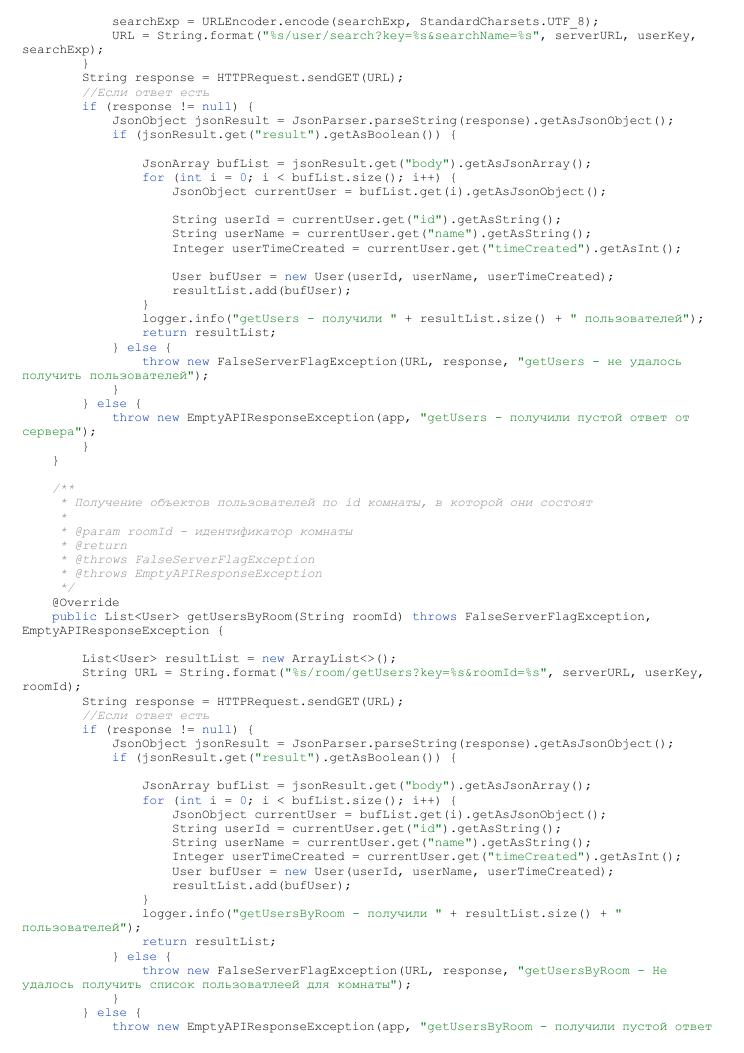 searchExp = URLEncoder.encode(searchExp, StandardCharsets.UTF_8);
            URL = String.format("%s/user/search?key=%s&searchName=%s", serverURL, userKey,
searchExp);
        }
        String response = HTTPRequest.sendGET(URL);
        //Если ответ есть
        if (response != null) {
            JsonObject jsonResult = JsonParser.parseString(response).getAsJsonObject();
            if (jsonResult.get("result").getAsBoolean()) {

                JsonArray bufList = jsonResult.get("body").getAsJsonArray();
                for (int i = 0; i < bufList.size(); i++) {
                    JsonObject currentUser = bufList.get(i).getAsJsonObject();

                    String userId = currentUser.get("id").getAsString();
                    String userName = currentUser.get("name").getAsString();
                    Integer userTimeCreated = currentUser.get("timeCreated").getAsInt();

                    User bufUser = new User(userId, userName, userTimeCreated);
                    resultList.add(bufUser);
                }
                logger.info("getUsers - получили " + resultList.size() + " пользователей");
                return resultList;
            } else {
                throw new FalseServerFlagException(URL, response, "getUsers - не удалось
получить пользователей");
            }
        } else {
            throw new EmptyAPIResponseException(app, "getUsers - получили пустой ответ от
сервера");
        }
    }

    /**
     * Получение объектов пользователей по id комнаты, в которой они состоят
     *
     * @param roomId - идентификатор комнаты
     * @return
     * @throws FalseServerFlagException
     * @throws EmptyAPIResponseException
     */
    @Override
    public List<User> getUsersByRoom(String roomId) throws FalseServerFlagException,
EmptyAPIResponseException {

        List<User> resultList = new ArrayList<>();
        String URL = String.format("%s/room/getUsers?key=%s&roomId=%s", serverURL, userKey,
roomId);
        String response = HTTPRequest.sendGET(URL);
        //Если ответ есть
        if (response != null) {
            JsonObject jsonResult = JsonParser.parseString(response).getAsJsonObject();
            if (jsonResult.get("result").getAsBoolean()) {

                JsonArray bufList = jsonResult.get("body").getAsJsonArray();
                for (int i = 0; i < bufList.size(); i++) {
                    JsonObject currentUser = bufList.get(i).getAsJsonObject();
                    String userId = currentUser.get("id").getAsString();
                    String userName = currentUser.get("name").getAsString();
                    Integer userTimeCreated = currentUser.get("timeCreated").getAsInt();
                    User bufUser = new User(userId, userName, userTimeCreated);
                    resultList.add(bufUser);
                }
                logger.info("getUsersByRoom - получили " + resultList.size() + "
пользователей");
                return resultList;
            } else {
                throw new FalseServerFlagException(URL, response, "getUsersByRoom - Не
удалось получить список пользоватлеей для комнаты");
            }
        } else {
            throw new EmptyAPIResponseException(app, "getUsersByRoom - получили пустой ответ